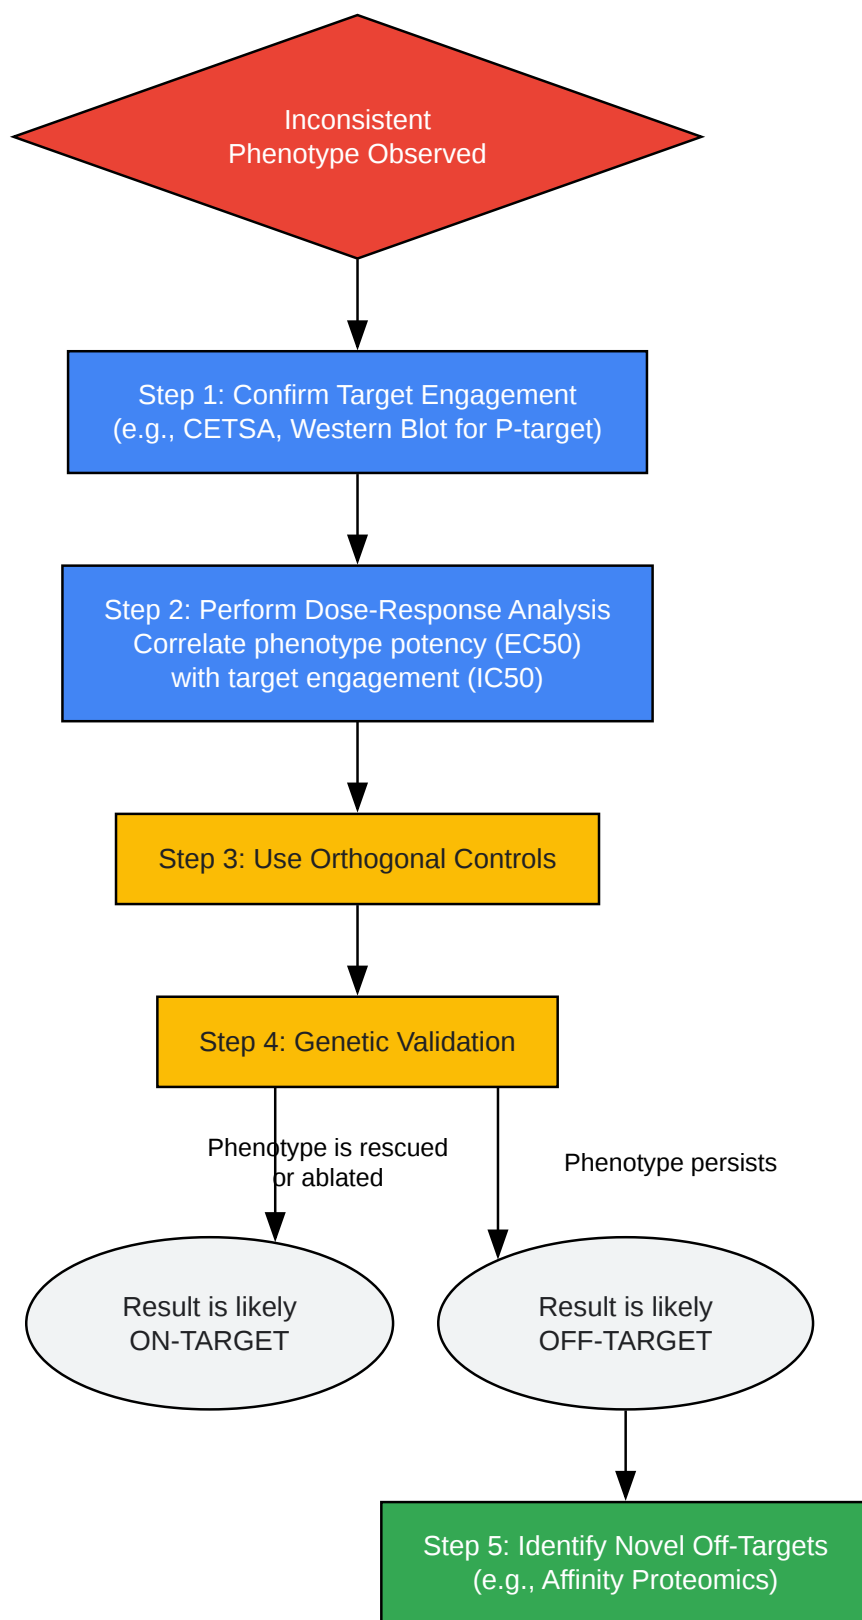 Inconsistent
Phenotype Observed
Step 1: Confirm Target Engagement
(e.g., CETSA, Western Blot for P-target)
Step 2: Perform Dose-Response Analysis
Correlate phenotype potency (EC50)
with target engagement (IC50)
Step 3: Use Orthogonal Controls
Step 4: Genetic Validation
Phenotype is rescued
or ablated
Phenotype persists
Result is likely
ON-TARGET
Result is likely
OFF-TARGET
Step 5: Identify Novel Off-Targets
(e.g., Affinity Proteomics)